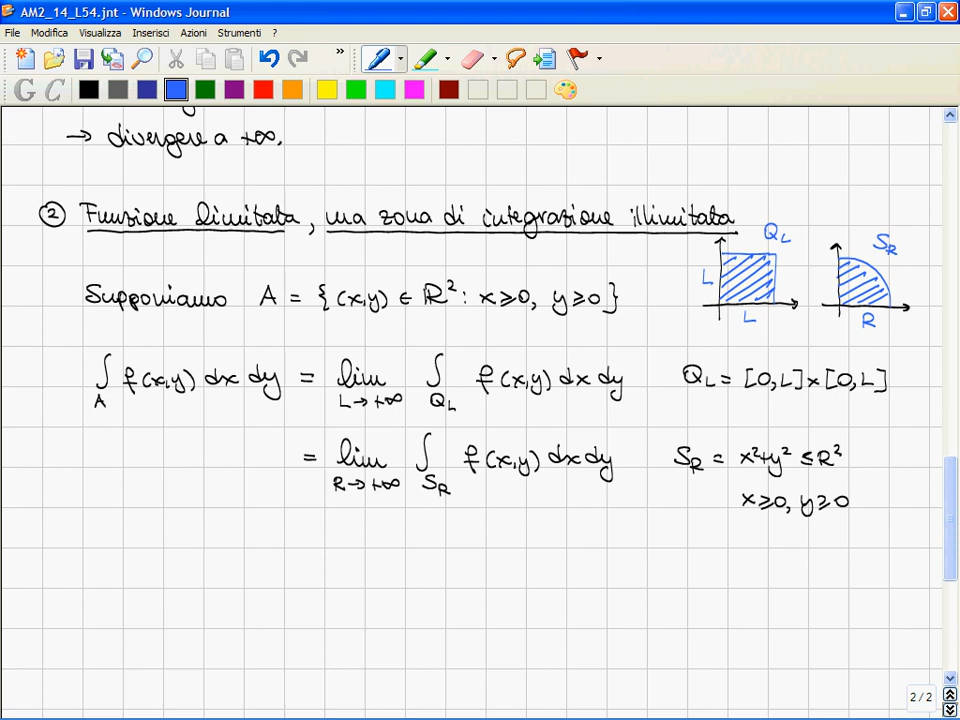 AM2_14_L54.jnt - Windows Journal
File Modifica Visualizza Inserisci Azioni Strumenti ?
G C
→ divergere a +∞.
② Funzione limitata, ma zona di integrazione illimitata
Q_L
S_R
L
L
R
Supponiamo A = {(x,y) ∈ ℝ² : x≥0, y≥0}
∫_A f(x,y) dx dy = lim_{L→+∞} ∫_{Q_L} f(x,y) dx dy Q_L = [0,L]×[0,L]
= lim_{R→+∞} ∫_{S_R} f(x,y) dx dy S_R = x²+y² ≤ R²
x≥0, y≥0
2 / 2